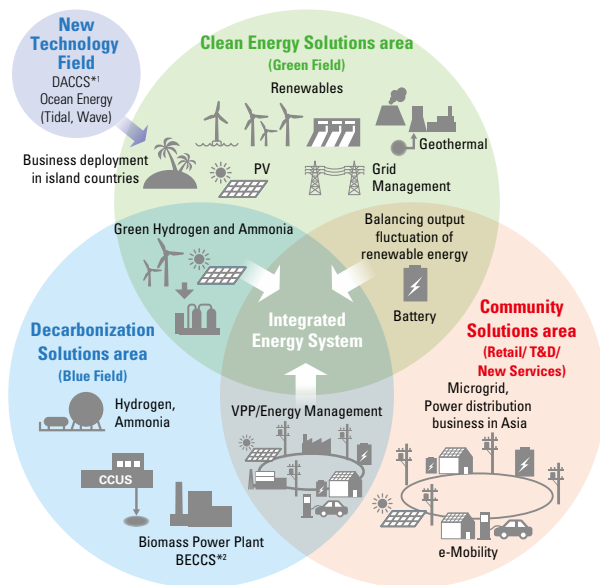 New
Technology
Field
DACCS*1
Ocean Energy
(Tidal, Wave)
Clean Energy Solutions area
(Green Field)
Renewables
Geothermal
Business deployment
in island countries
PV
Grid
Management
Green Hydrogen and Ammonia
Balancing output
fluctuation of
renewable energy
Battery
Integrated
Energy System
Decarbonization
Solutions area
(Blue Field)
Hydrogen,
Ammonia
CCUS
Biomass Power Plant
BECCS*2
VPP/Energy Management
Community
Solutions area
(Retail/ T&D/
New Services)
Microgrid,
Power distribution
business in Asia
e-Mobility